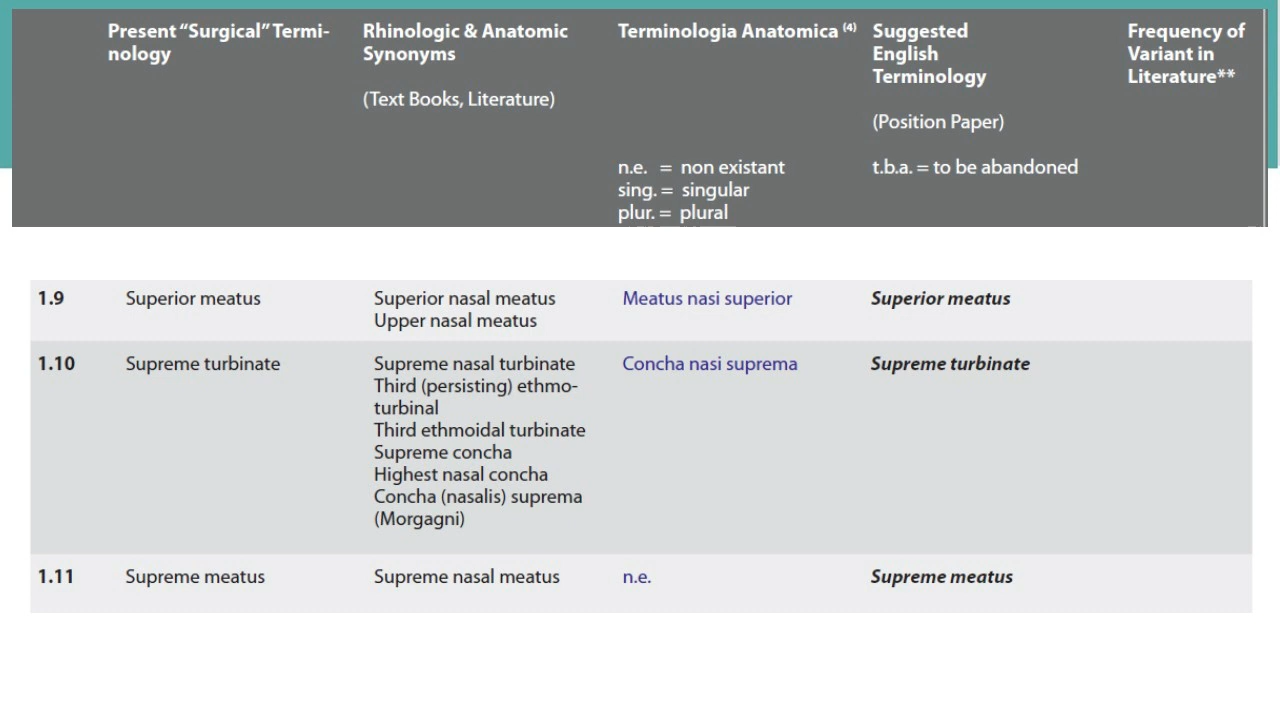 Present “Surgical” Termi-
nology
Rhinologic & Anatomic
Synonyms
(Text Books, Literature)
Terminologia Anatomica (4)
n.e. = non existant
sing. = singular
plur. = plural
Suggested
English
Terminology
(Position Paper)
t.b.a. = to be abandoned
Frequency of
Variant in
Literature**
1.9
Superior meatus
Superior nasal meatus
Upper nasal meatus
Meatus nasi superior
Superior meatus
1.10
Supreme turbinate
Supreme nasal turbinate
Third (persisting) ethmo-
turbinal
Third ethmoidal turbinate
Supreme concha
Highest nasal concha
Concha (nasalis) suprema
(Morgagni)
Concha nasi suprema
Supreme turbinate
1.11
Supreme meatus
Supreme nasal meatus
n.e.
Supreme meatus